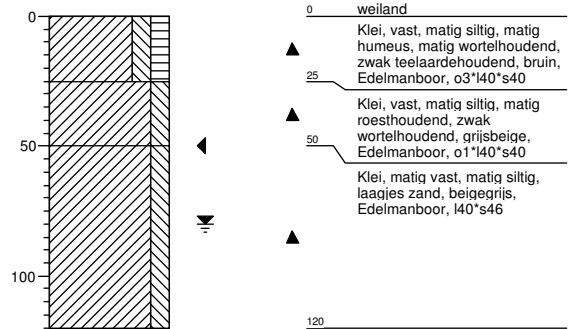 0
50
100
0 weiland
Klei, vast, matig siltig, matig
humeus, matig wortelhoudend,
zwak teelaardehoudend, bruin,
Edelmanboor, o3*l40*s40
25
Klei, vast, matig siltig, matig
roesthoudend, zwak
wortelhoudend, grijsbeige,
Edelmanboor, o1*l40*s40
50
Klei, matig vast, matig siltig,
laagjes zand, beigegrijs,
Edelmanboor, l40*s46
120